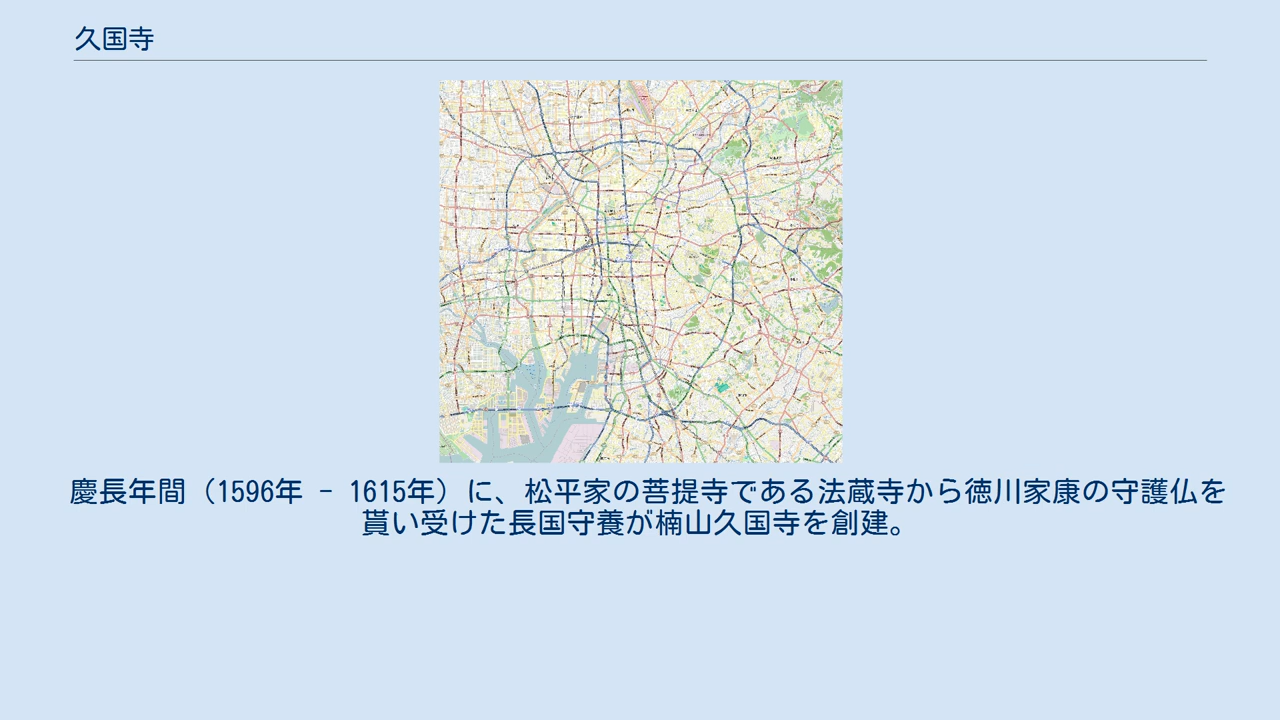 久国寺
慶長年間（1596年 - 1615年）に、松平家の菩提寺である法蔵寺から徳川家康の守護仏を
貰い受けた長国守養が楠山久国寺を創建。